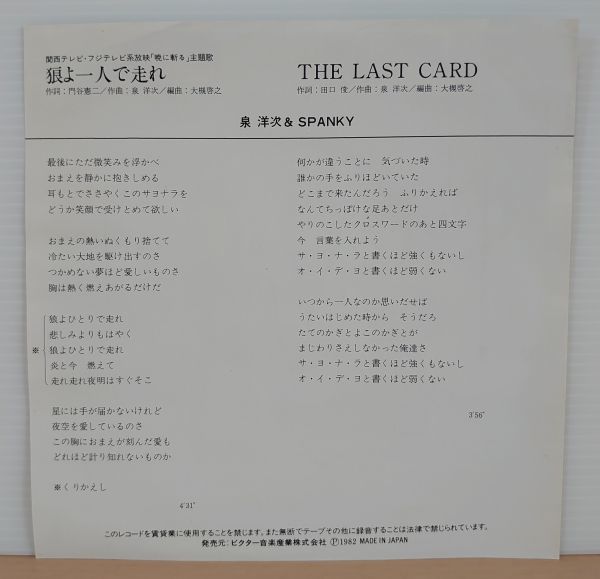 関西テレビ・フジテレビ系放映「暁に斬る」主題歌
狼よ一人で走れ
作詞:門谷憲二/作曲:泉 洋次/編曲:大槻啓之
THE LAST CARD
作詞:田口 俊/作曲:泉 洋次/編曲:大槻啓之
泉 洋次 & SPANKY
最後にただ微笑みを浮かべ
おまえを静かに抱きしめる
耳もとでささやくこのサヨナラを
どうか笑顔で受けとめて欲しい
おまえの熱いぬくもり捨てて
冷たい大地を駆け出すのさ
つかめない夢ほど愛しいものさ
胸は熱く燃えあがるだけだ
狼よひとりで走れ
悲しみよりもはやく
※狼よひとりで走れ
炎と今 燃えて
走れ走れ夜明はすぐそこ
星には手が届かないけれど
夜空を愛しているのさ
この胸におまえが刻んだ愛も
どれほど計り知れないものか
※くりかえし
4'31"
何かが違うことに 気づいた時
誰かの手をふりほどいていた
どこまで来たんだろう ふりかえれば
なんてちっぽけな足あとだけ
やりのこしたクロスワードのあと四文字
今 言葉を入れよう
サ・ヨ・ナ・ラと書くほど強くもないし
オ・イ・デ・ヨと書くほど弱くない
いつから一人なのか思いだせば
うたいはじめた時から そうだろ
たてのかぎとよこのかぎとが
まじわりさえしなかった俺達さ
サ・ヨ・ナ・ラと書くほど強くもないし
オ・イ・デ・ヨと書くほど弱くない
3'56"
このレコードを賃貸業に使用することを禁じます。また無断でテープその他に録音することは法律で禁じられています。
発売元:ビクター音楽産業株式会社 Ⓟ1982 MADE IN JAPAN